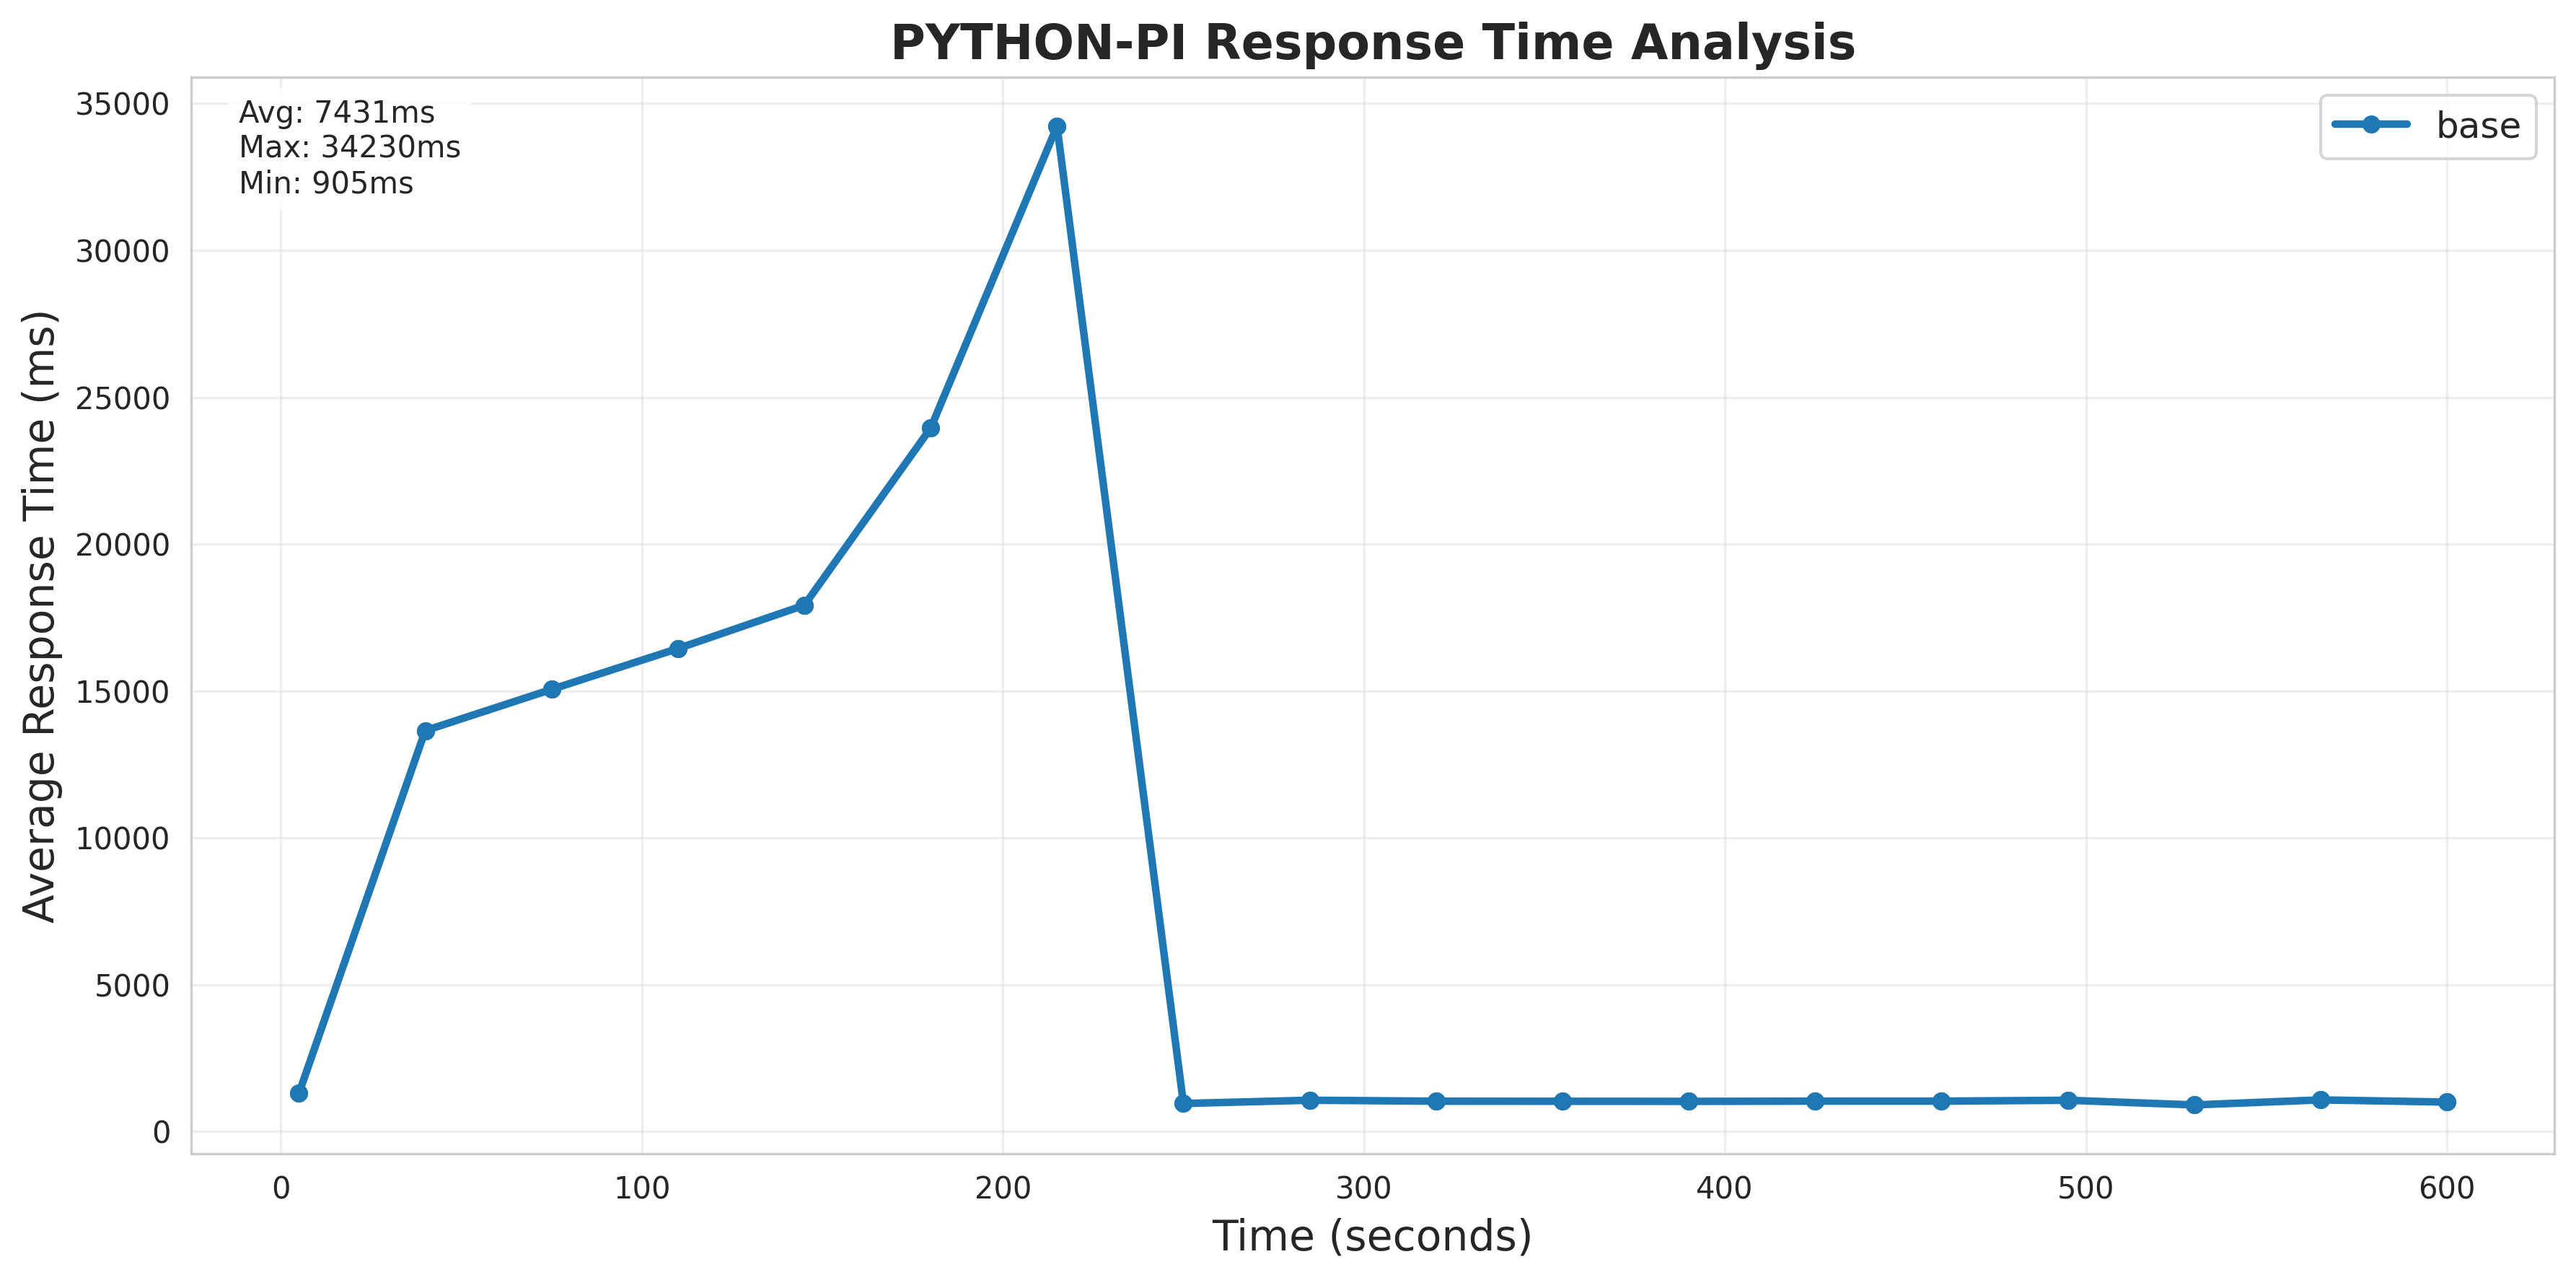 PYTHON-PI Response Time Analysis
Avg: 7431ms
Max: 34230ms
Min: 905ms
base
Average Response Time (ms)
35000
30000
25000
20000
15000
10000
5000
0
0 100 200 300 400 500 600
Time (seconds)